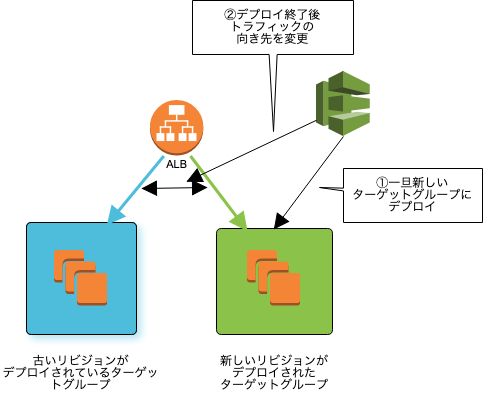 ②デプロイ終了後
トラフィックの
向き先を変更
ALB
①一旦新しい
ターゲットグループに
デプロイ
古いリビジョンが
デプロイされているターゲッ
トグループ
新しいリビジョンが
デプロイされた
ターゲットグループ